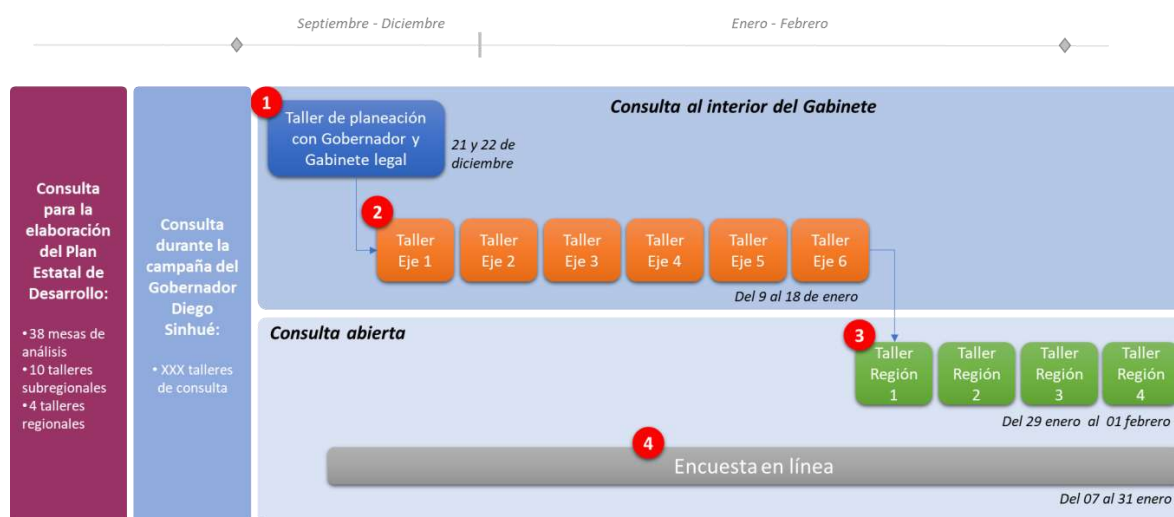 Septiembre - Diciembre
Enero - Febrero
Consulta
para la
elaboración
del Plan
Estatal de
Desarrollo:
•38 mesas de
análisis
•10 talleres
subregionales
•4 talleres
regionales
Consulta
durante la
campaña del
Gobernador
Diego
Sinhué:
• XXX talleres
de consulta
Consulta al interior del Gabinete
1
Taller de planeación
con Gobernador y
Gabinete legal
21 y 22 de
diciembre
2
Taller
Eje 1
Taller
Eje 2
Taller
Eje 3
Taller
Eje 4
Taller
Eje 5
Taller
Eje 6
Del 9 al 18 de enero
Consulta abierta
3
Taller
Región
1
Taller
Región
2
Taller
Región
3
Taller
Región
4
Del 29 enero al 01 febrero
4
Encuesta en línea
Del 07 al 31 enero